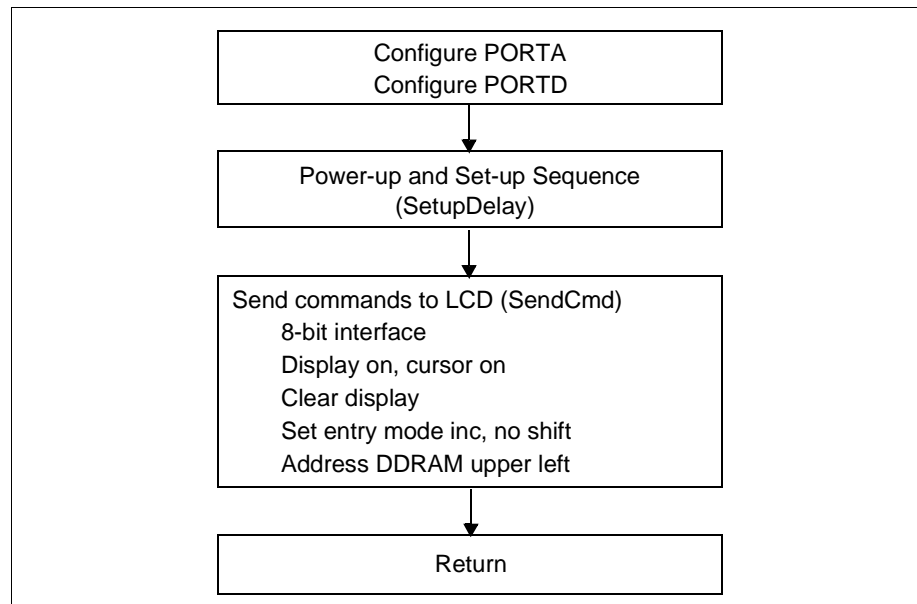 Configure PORTA
Configure PORTD
Power-up and Set-up Sequence
(SetupDelay)
Send commands to LCD (SendCmd)
8-bit interface
Display on, cursor on
Clear display
Set entry mode inc, no shift
Address DDRAM upper left
Return